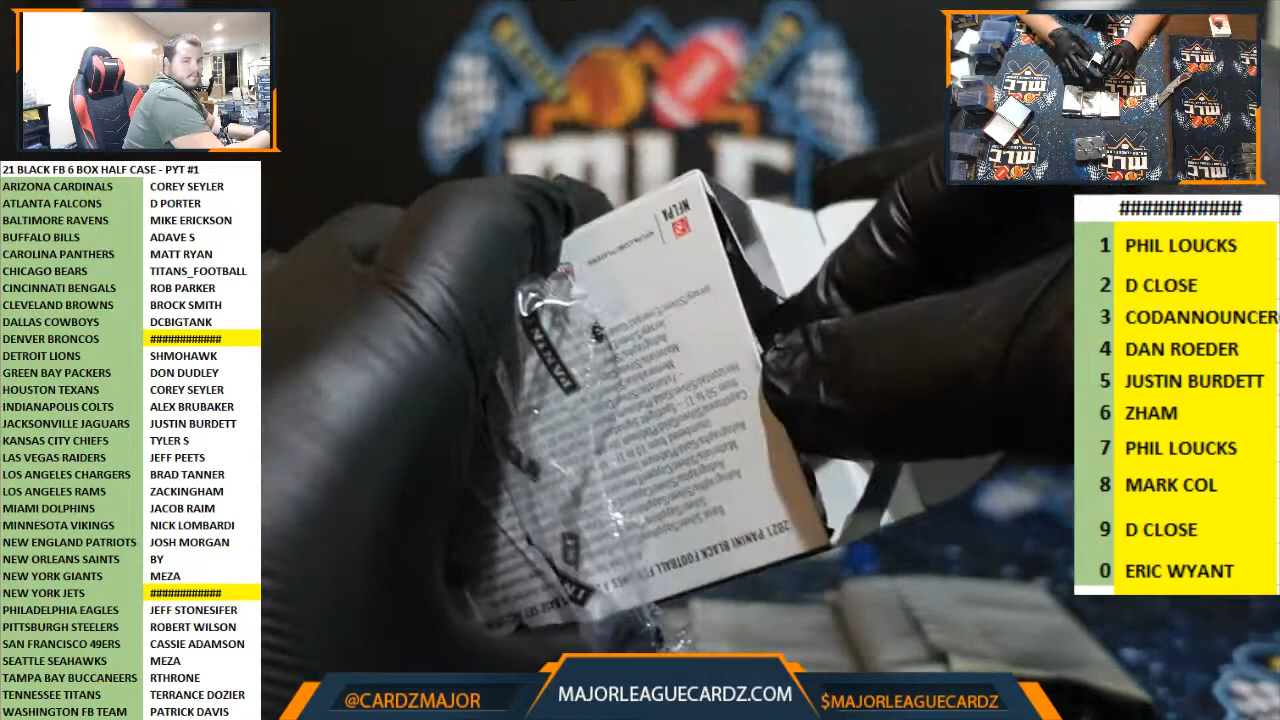 21 BLACK FB 6 BOX HALF CASE - PYT #1
ARIZONA CARDINALS COREY SEYLER
ATLANTA FALCONS D PORTER
BALTIMORE RAVENS MIKE ERICKSON
BUFFALO BILLS ADAVE S
CAROLINA PANTHERS MATT RYAN
CHICAGO BEARS TITANS_FOOTBALL
CINCINNATI BENGALS ROB PARKER
CLEVELAND BROWNS BROCK SMITH
DALLAS COWBOYS DCBIGTANK
DENVER BRONCOS ############
DETROIT LIONS SHMOHAWK
GREEN BAY PACKERS DON DUDLEY
HOUSTON TEXANS COREY SEYLER
INDIANAPOLIS COLTS ALEX BRUBAKER
JACKSONVILLE JAGUARS JUSTIN BURDETT
KANSAS CITY CHIEFS TYLER S
LAS VEGAS RAIDERS JEFF PEETS
LOS ANGELES CHARGERS BRAD TANNER
LOS ANGELES RAMS ZACKINGHAM
MIAMI DOLPHINS JACOB RAIM
MINNESOTA VIKINGS NICK LOMBARDI
NEW ENGLAND PATRIOTS JOSH MORGAN
NEW ORLEANS SAINTS BY
NEW YORK GIANTS MEZA
NEW YORK JETS ############
PHILADELPHIA EAGLES JEFF STONESIFER
PITTSBURGH STEELERS ROBERT WILSON
SAN FRANCISCO 49ERS CASSIE ADAMSON
SEATTLE SEAHAWKS MEZA
TAMPA BAY BUCCANEERS RTHRONE
TENNESSEE TITANS TERRANCE DOZIER
WASHINGTON FB TEAM PATRICK DAVIS
MLC
NFLPA
2021 PANINI BLACK FOOTBALL
PANINI
###########
1 PHIL LOUCKS
2 D CLOSE
3 CODANNOUNCER
4 DAN ROEDER
5 JUSTIN BURDETT
6 ZHAM
7 PHIL LOUCKS
8 MARK COL
9 D CLOSE
0 ERIC WYANT
@CARDZMAJOR
MAJORLEAGUECARDZ.COM
$MAJORLEAGUECARDZ